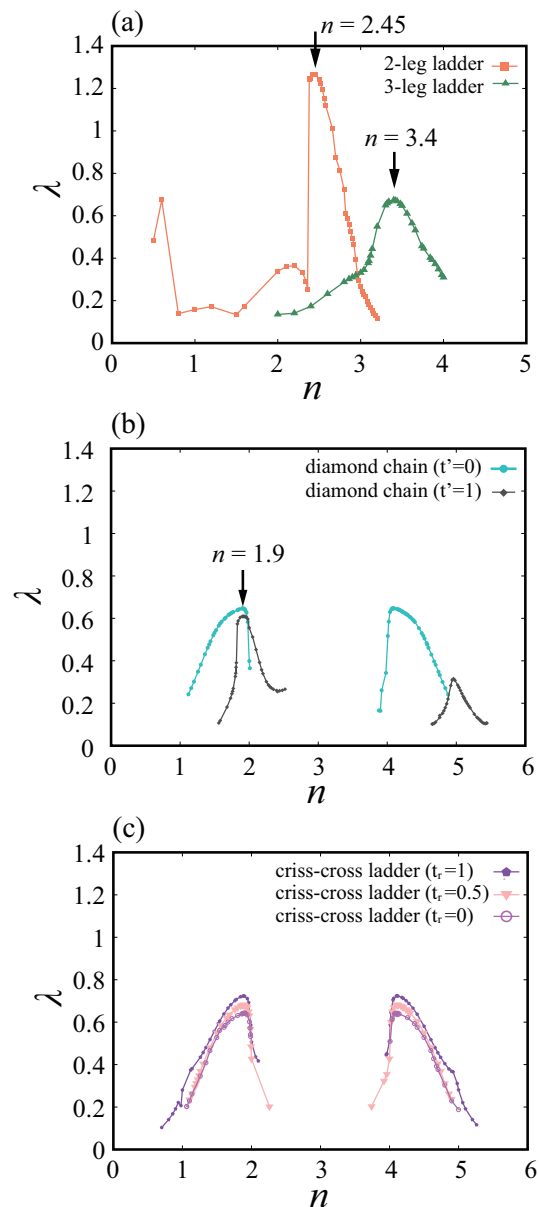 (a)
n = 2.45
1.4
2-leg ladder
3-leg ladder
1.2
1
n = 3.4
0.8
λ
0.6
0.4
0.2
0
0 1 2 3 4 5
n
(b)
1.4
diamond chain (t'=0)
1.2
diamond chain (t'=1)
1
n = 1.9
0.8
λ
0.6
0.4
0.2
0
0 1 2 3 4 5 6
n
(c)
1.4
criss-cross ladder (tr=1)
criss-cross ladder (tr=0.5)
1.2
criss-cross ladder (tr=0)
1
0.8
λ
0.6
0.4
0.2
0
0 1 2 3 4 5 6
n